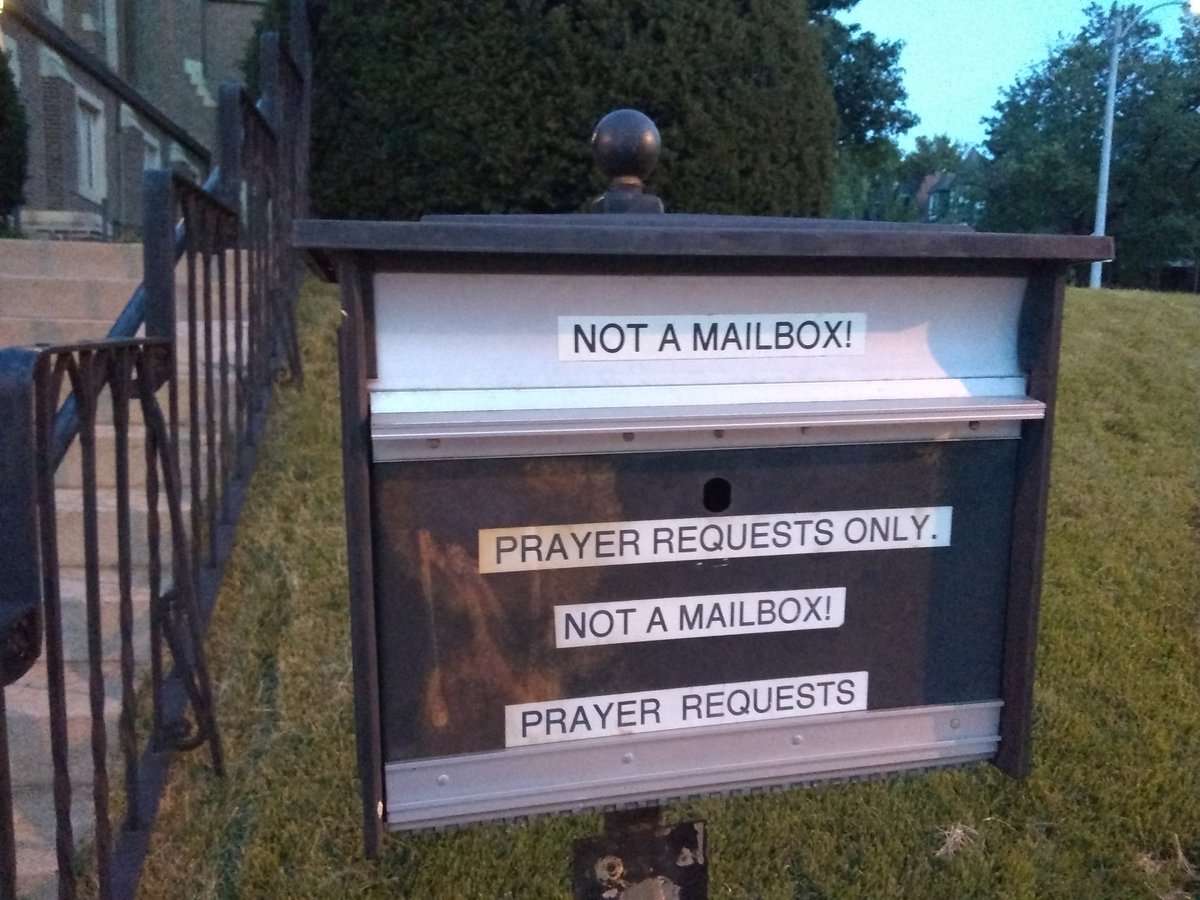 NOT A MAILBOX!
PRAYER REQUESTS ONLY.
NOT A MAILBOX!
PRAYER REQUESTS